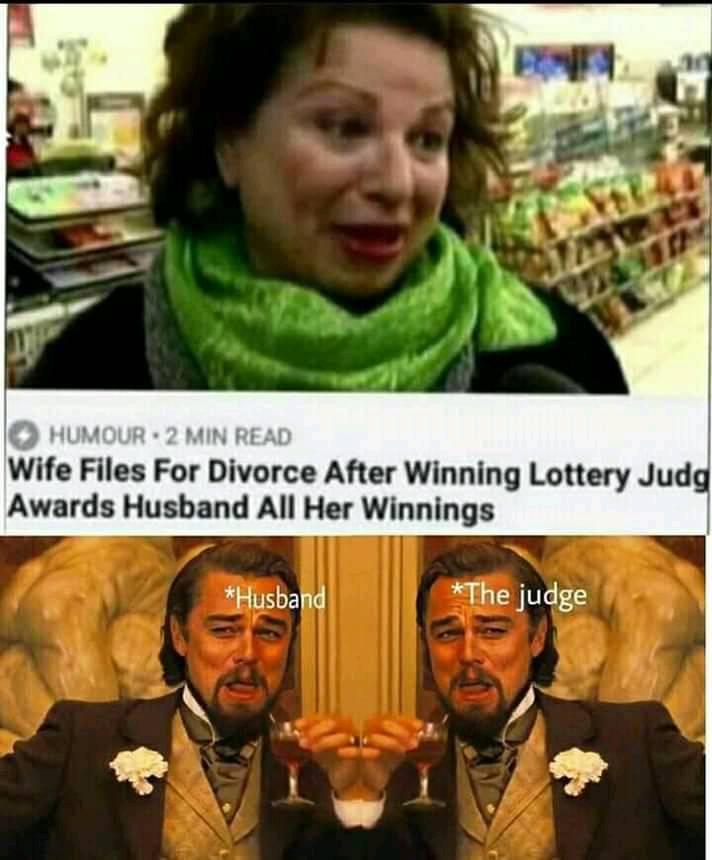 HUMOUR • 2 MIN READ
Wife Files For Divorce After Winning Lottery Judg
Awards Husband All Her Winnings
*Husband
*The judge